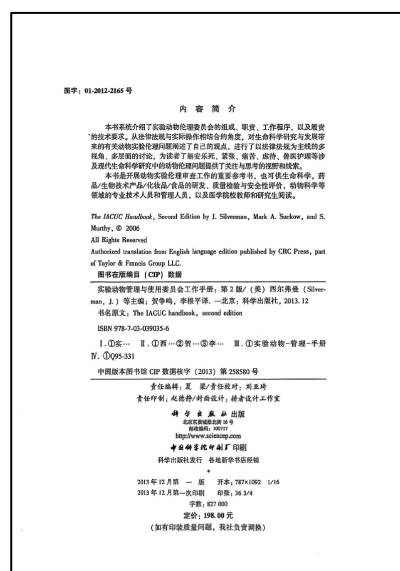 图字：01-2012-2165 号
内 容 简 介
本书系统介绍了实验动物伦理委员会的组成、职责、工作程序、以及履责
的技术要求。从法律法规与实际操作相结合的角度，对生命科学研究与发展带
来的有关动物实验伦理问题阐述了自己的观点，进行了以法律法规为主线的多
视角、多层面的讨论，为读者了解安乐死、紧张、痛苦、虐待、兽医护理等涉
及现代生命科学研究中的动物伦理问题提供了关注与思考的视野和线索。
本书是开展动物实验伦理审查工作的重要参考书，也可供生命科学，药
品/生物技术产品/化妆品/食品的研发、质量检验与安全性评价，动物科学等
领域的专业技术人员和管理人员，以及医学院校教师和研究生阅读。
The IACUC Handbook, Second Edition by J. Silverman, Mark A. Suckow, and S.
Murthy, © 2006
All Rights Reserved
Authorized translation from English language edition published by CRC Press, part
of Taylor & Francis Group LLC.
图书在版编目（CIP）数据
实验动物管理与使用委员会工作手册：第 2 版/（美）西尔弗曼（Silver-
man, J.）等主编；贺争鸣，李根平译. —北京：科学出版社，2013. 12
书名原文：The IACUC handbook, second edition
ISBN 978-7-03-039035-6
Ⅰ. ①实… Ⅱ. ①西…②贺…③李… Ⅲ. ①实验动物-管理-手册
Ⅳ. ①Q95-331
中国版本图书馆 CIP 数据核字（2013）第 258580 号
责任编辑：夏 梁/责任校对：刘亚琦
责任印制：赵德静/封面设计：耕者设计工作室
科学出版社 出版
北京东黄城根北街 16 号
邮政编码：100717
http://www.sciencep.com
中国科学院印刷厂 印刷
科学出版社发行 各地新华书店经销
*
2013 年 12 月第 一 版 开本：787×1092 1/16
2013 年 12 月第一次印刷 印张：36 3/4
字数：827 000
定价：198.00 元
（如有印装质量问题，我社负责调换）